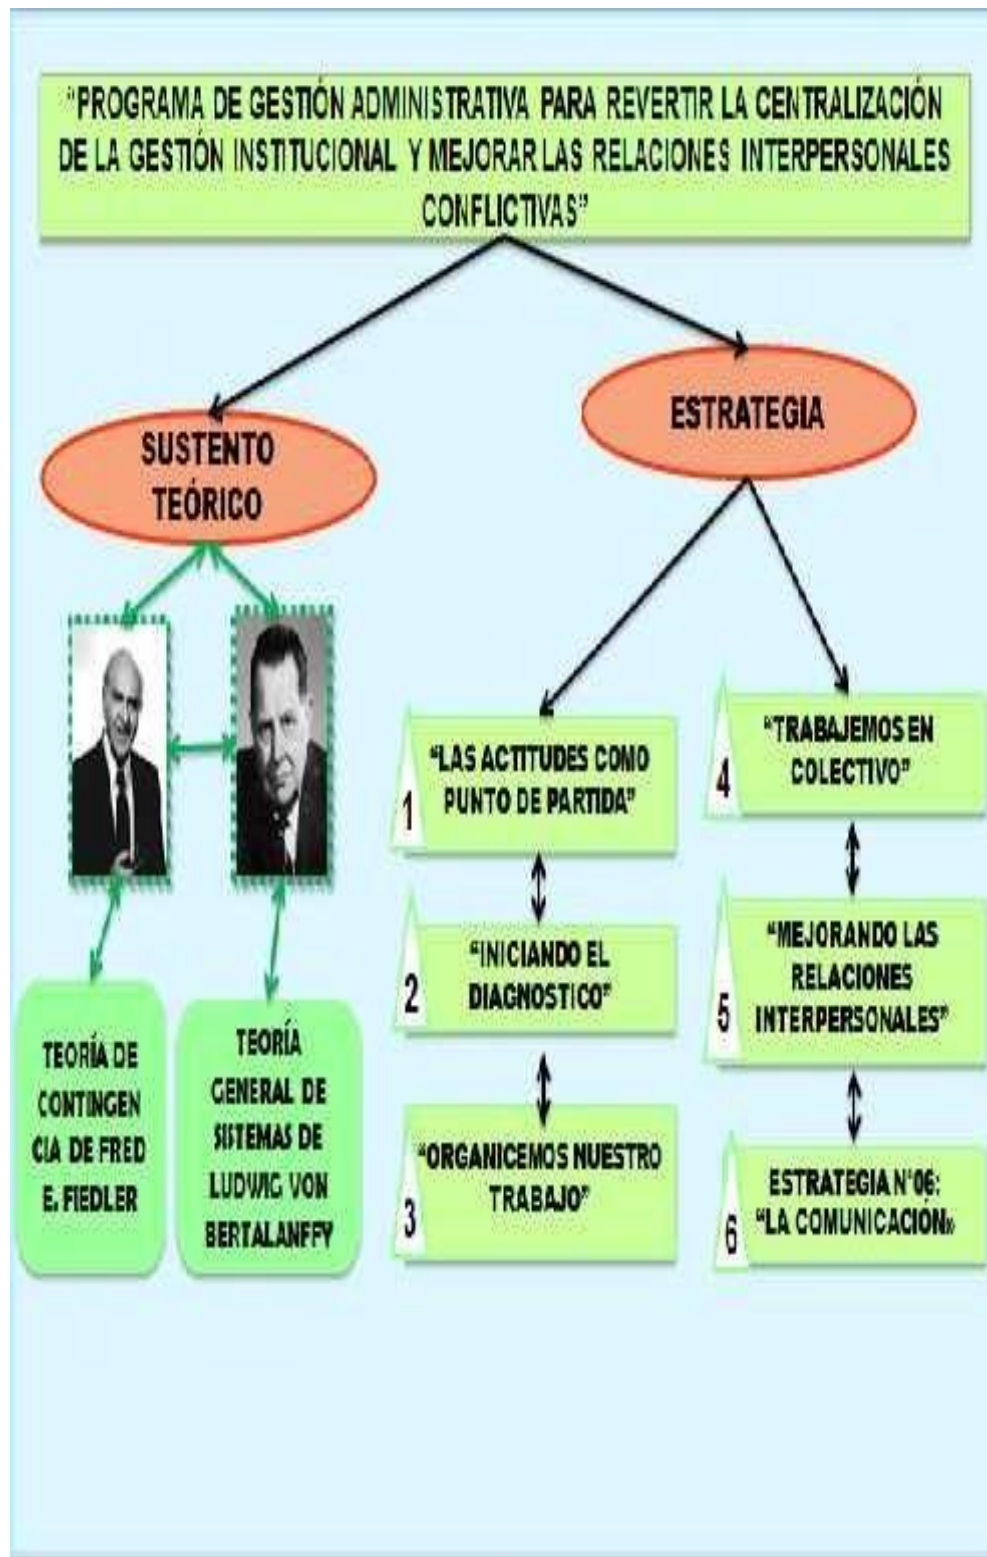 “PROGRAMA DE GESTIÓN ADMINISTRATIVA PARA REVERTIR LA CENTRALIZACIÓN
DE LA GESTIÓN INSTITUCIONAL Y MEJORAR LAS RELACIONES INTERPERSONALES
CONFLICTIVAS”
SUSTENTO
TEÓRICO
TEORÍA DE
CONTINGEN
CIA DE FRED
E. FIEDLER
TEORÍA
GENERAL DE
SISTEMAS DE
LUDWIG VON
BERTALANFFY
ESTRATEGIA
1
“LAS ACTITUDES COMO
PUNTO DE PARTIDA”
2
“INICIANDO EL
DIAGNOSTICO”
3
“ORGANICEMOS NUESTRO
TRABAJO”
4
“TRABAJEMOS EN
COLECTIVO”
5
“MEJORANDO LAS
RELACIONES
INTERPERSONALES”
6
ESTRATEGIA N°06:
“LA COMUNICACIÓN»